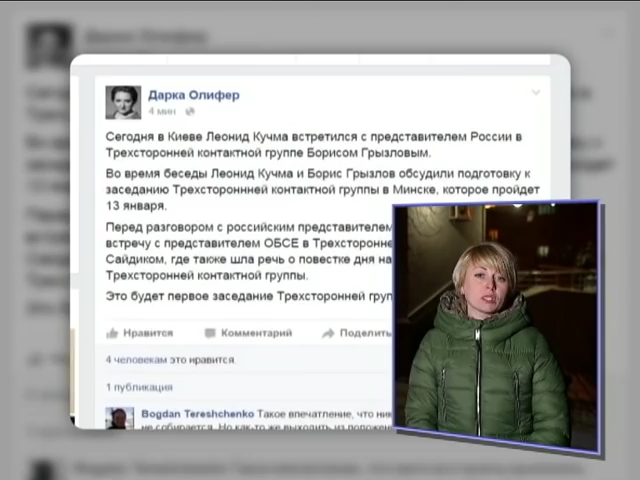 Дарка Олифер
4 мин
Сегодня в Киеве Леонид Кучма встретился с представителем России в
Трехсторонней контактной группе Борисом Грызловым.
Во время беседы Леонид Кучма и Борис Грызлов обсудили подготовку к
заседанию Трехсторонней контактной группы в Минске, которое пройдет
13 января.
Перед разговором с российским представителем
встречу с представителем ОБСЕ в Трехсторонне
Сайдиком, где также шла речь о повестке дня на
Трехсторонней контактной группы.
Это будет первое заседание Трехсторонней груп
Нравится Комментарий Поделить
4 человекам это нравится.
1 публикация
Bogdan Tereshchenko Такое впечатление, что ник
не собирается. Но как-то же выходить из положен